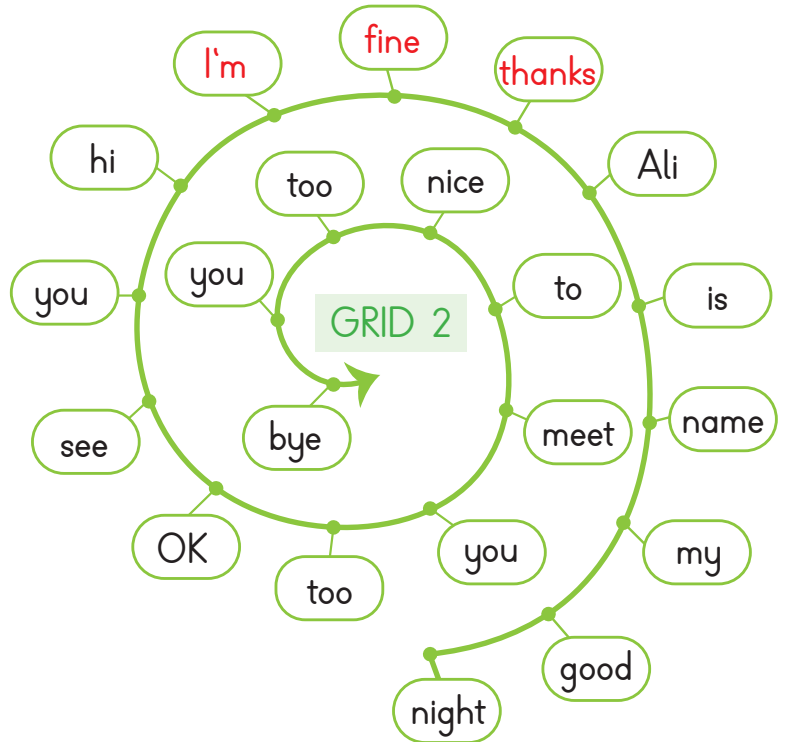 night
good
my
name
is
Ali
thanks
fine
I'm
hi
you
see
OK
too
you
meet
to
nice
too
you
bye
GRID 2